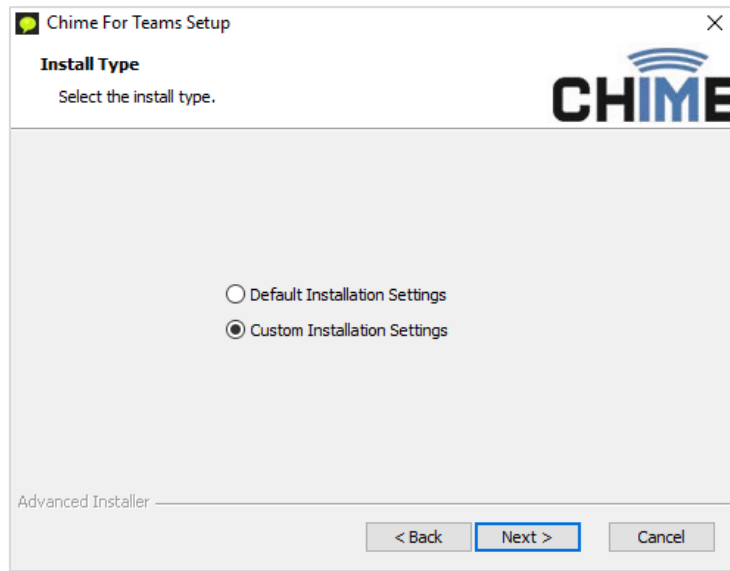 Chime For Teams Setup
Install Type
Select the install type.
CHIME
Default Installation Settings
Custom Installation Settings
Advanced Installer
< Back Next > Cancel